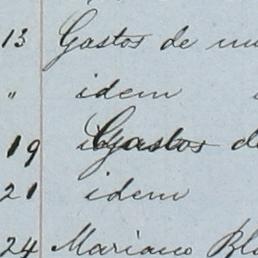 13 Gastos de
" idem
19 Gastos
21 idem
24 Mariano